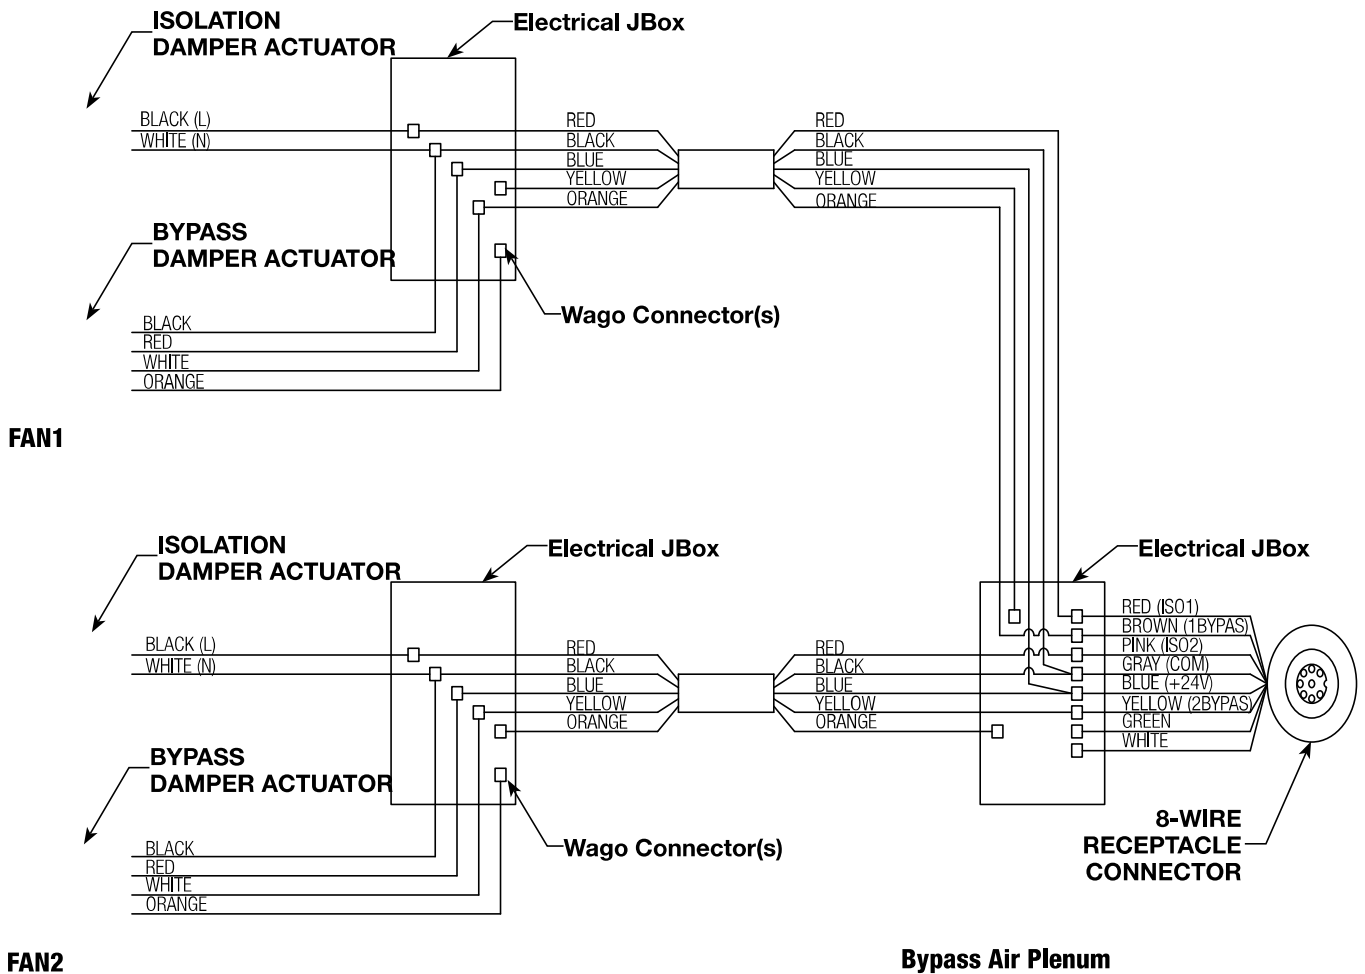 ISOLATION
DAMPER ACTUATOR
Electrical JBox
BLACK (L)
WHITE (N)
RED
BLACK
BLUE
YELLOW
ORANGE
RED
BLACK
BLUE
YELLOW
ORANGE
BYPASS
DAMPER ACTUATOR
Wago Connector(s)
BLACK
RED
WHITE
ORANGE
FAN1
ISOLATION
DAMPER ACTUATOR
Electrical JBox
Electrical JBox
BLACK (L)
WHITE (N)
RED
BLACK
BLUE
YELLOW
ORANGE
RED
BLACK
BLUE
YELLOW
ORANGE
RED (ISO1)
BROWN (1BYPAS)
PINK (ISO2)
GRAY (COM)
BLUE (+24V)
YELLOW (2BYPAS)
GREEN
WHITE
BYPASS
DAMPER ACTUATOR
Wago Connector(s)
8-WIRE
RECEPTACLE
CONNECTOR
BLACK
RED
WHITE
ORANGE
FAN2
Bypass Air Plenum